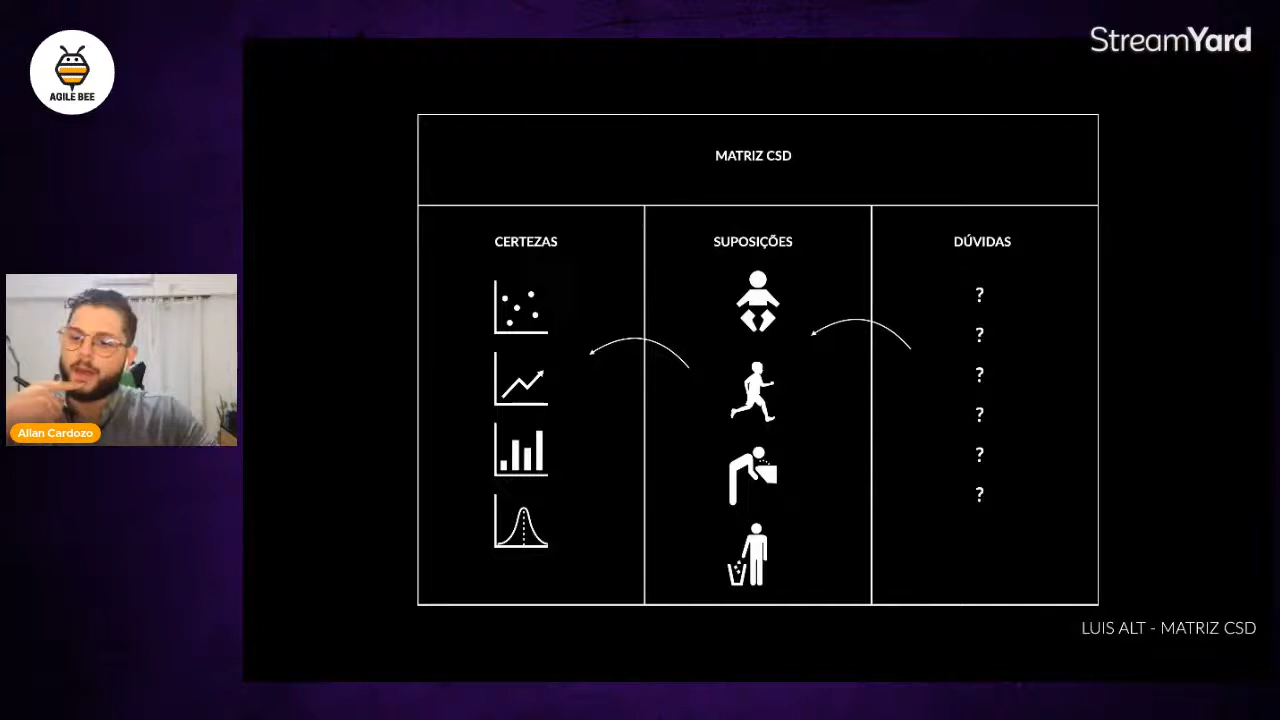 AGILE BEE
StreamYard
MATRIZ CSD
CERTEZAS
SUPOSIÇÕES
DÚVIDAS
?
?
?
?
?
?
Allan Cardozo
LUIS ALT - MATRIZ CSD